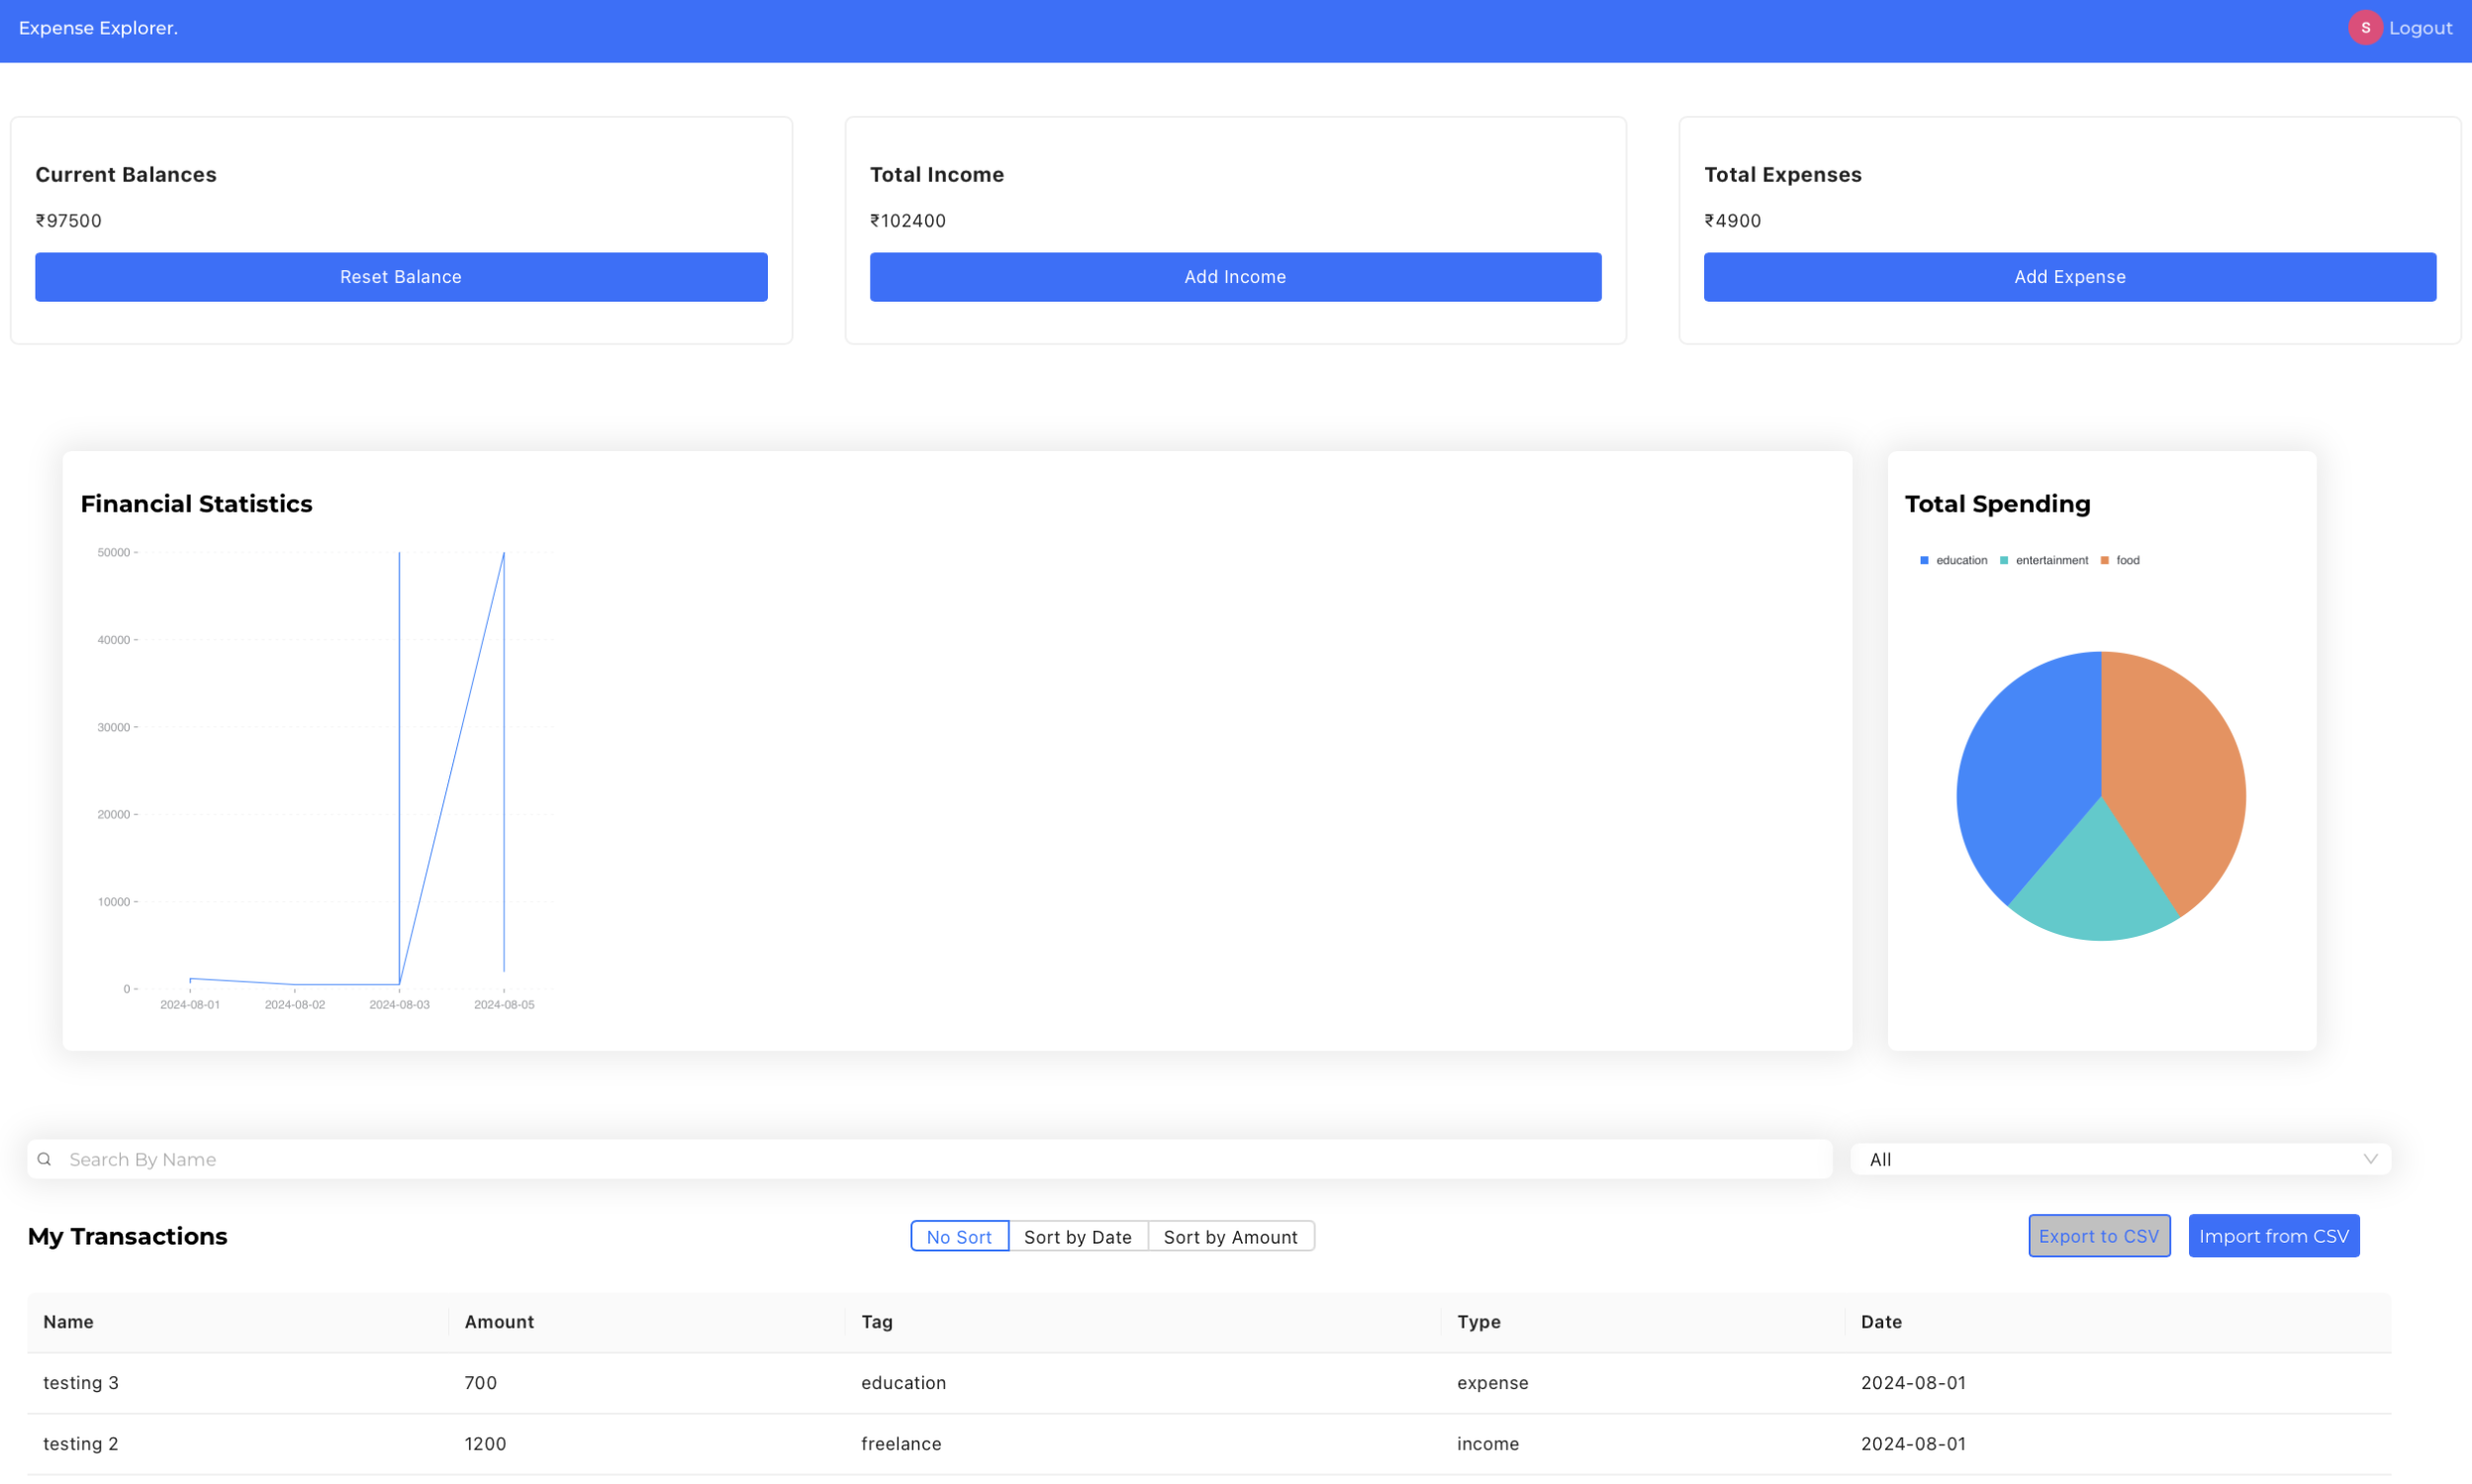 Expense Explorer.
S Logout
Current Balances
₹97500
Reset Balance
Total Income
₹102400
Add Income
Total Expenses
₹4900
Add Expense
Financial Statistics
50000
40000
30000
20000
10000
0
2024-08-01 2024-08-02 2024-08-03 2024-08-05
Total Spending
education entertainment food
Search By Name
All
My Transactions
No Sort Sort by Date Sort by Amount
Export to CSV Import from CSV
Name Amount Tag Type Date
testing 3 700 education expense 2024-08-01
testing 2 1200 freelance income 2024-08-01